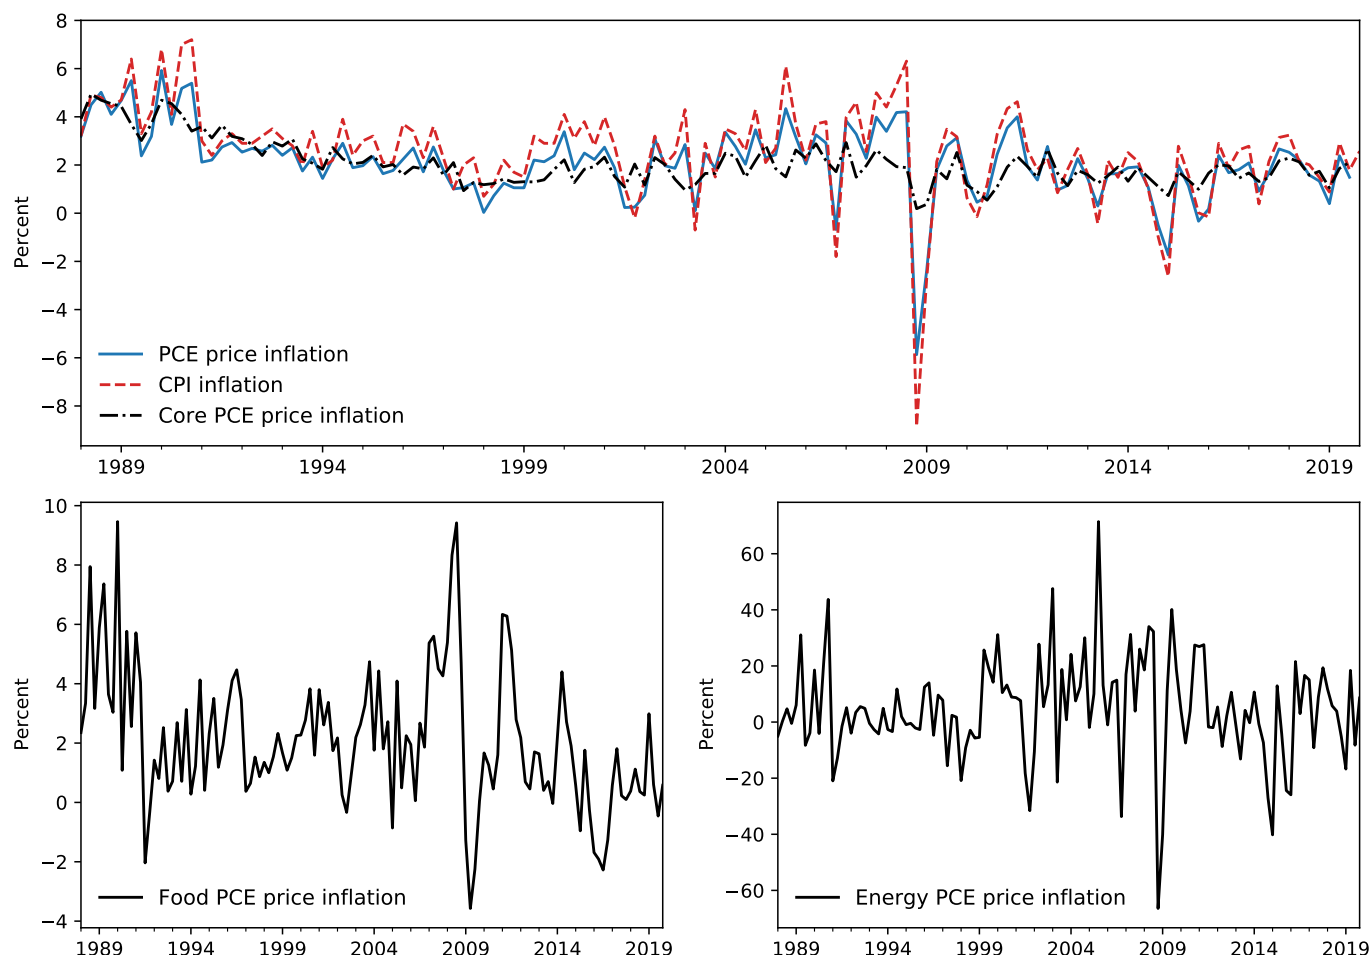 8
6
4
2
0
−2
−4
−6
−8
Percent
PCE price inflation
CPI inflation
Core PCE price inflation
1989 1994 1999 2004 2009 2014 2019
10
8
6
4
2
0
−2
−4
Percent
Food PCE price inflation
1989 1994 1999 2004 2009 2014 2019
60
40
20
0
−20
−40
−60
Percent
Energy PCE price inflation
1989 1994 1999 2004 2009 2014 2019